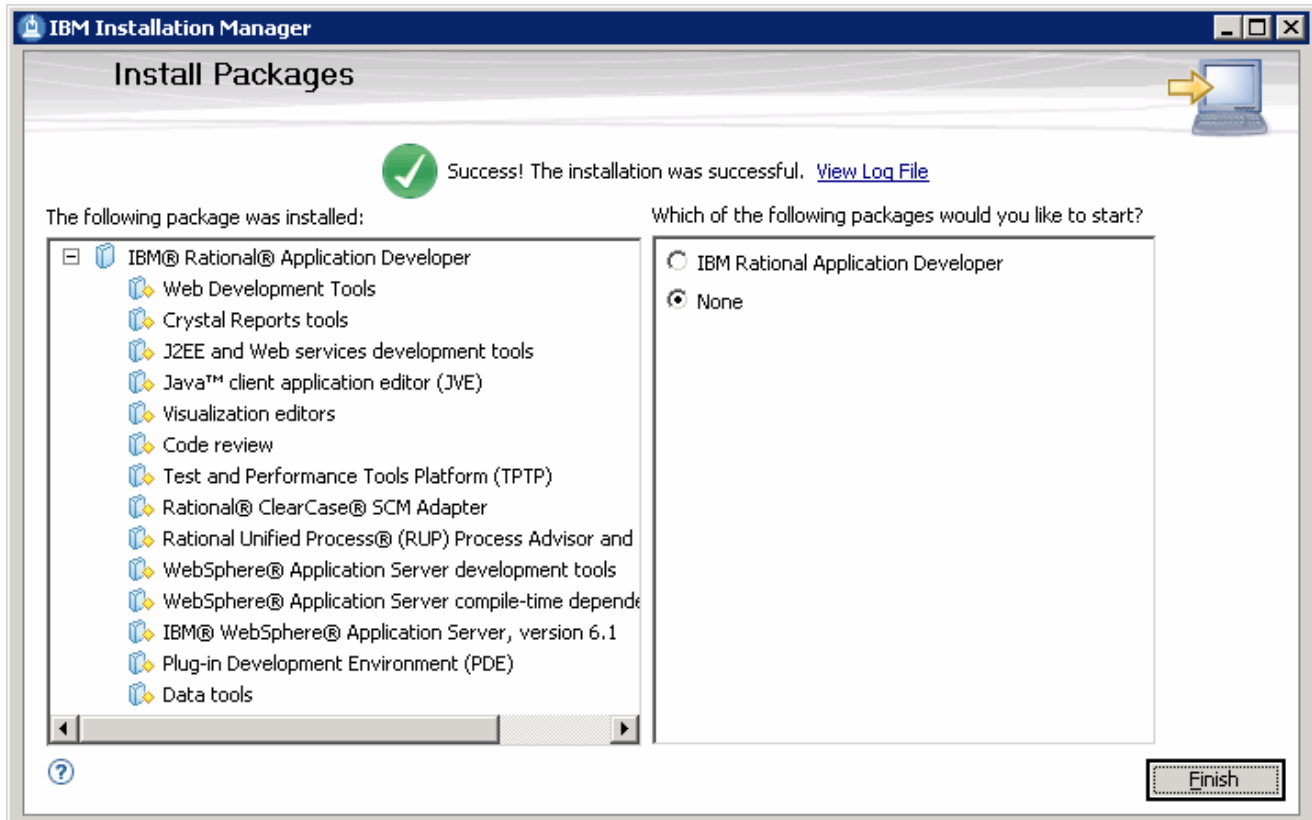 IBM Installation Manager
Install Packages
Success! The installation was successful. View Log File
The following package was installed:
Which of the following packages would you like to start?
IBM® Rational® Application Developer
Web Development Tools
Crystal Reports tools
J2EE and Web services development tools
Java™ client application editor (JVE)
Visualization editors
Code review
Test and Performance Tools Platform (TPTP)
Rational® ClearCase® SCM Adapter
Rational Unified Process® (RUP) Process Advisor and
WebSphere® Application Server development tools
WebSphere® Application Server compile-time depende
IBM® WebSphere® Application Server, version 6.1
Plug-in Development Environment (PDE)
Data tools
IBM Rational Application Developer
None
?
Finish